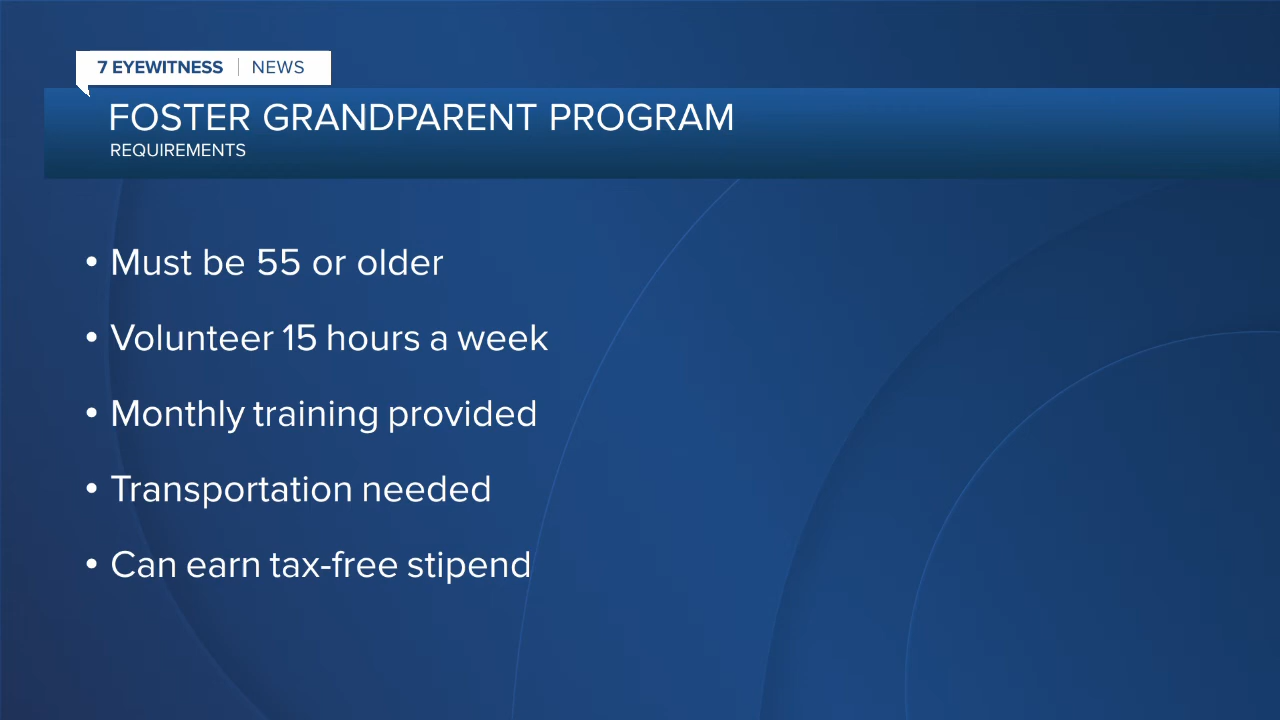 7 EYEWITNESS | NEWS
FOSTER GRANDPARENT PROGRAM
REQUIREMENTS
• Must be 55 or older
• Volunteer 15 hours a week
• Monthly training provided
• Transportation needed
• Can earn tax-free stipend